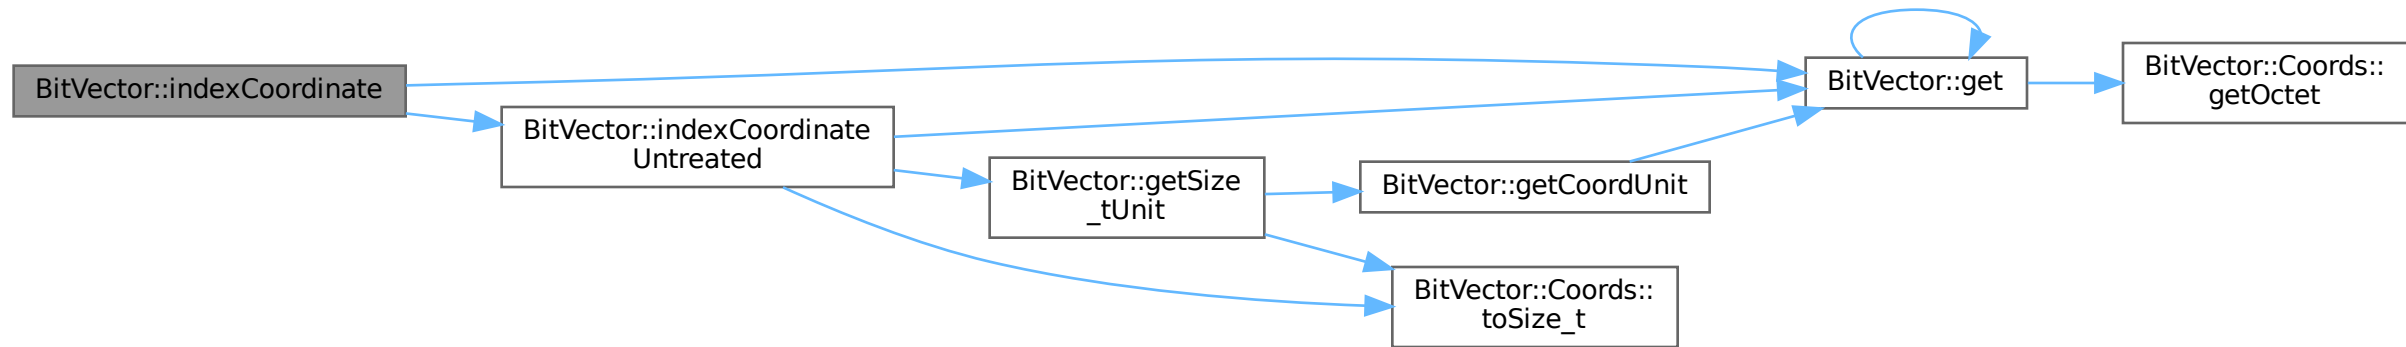 BitVector::indexCoordinate
BitVector::indexCoordinate
Untreated
BitVector::getSize
_tUnit
BitVector::getCoordUnit
BitVector::Coords::
toSize_t
BitVector::get
BitVector::Coords::
getOctet